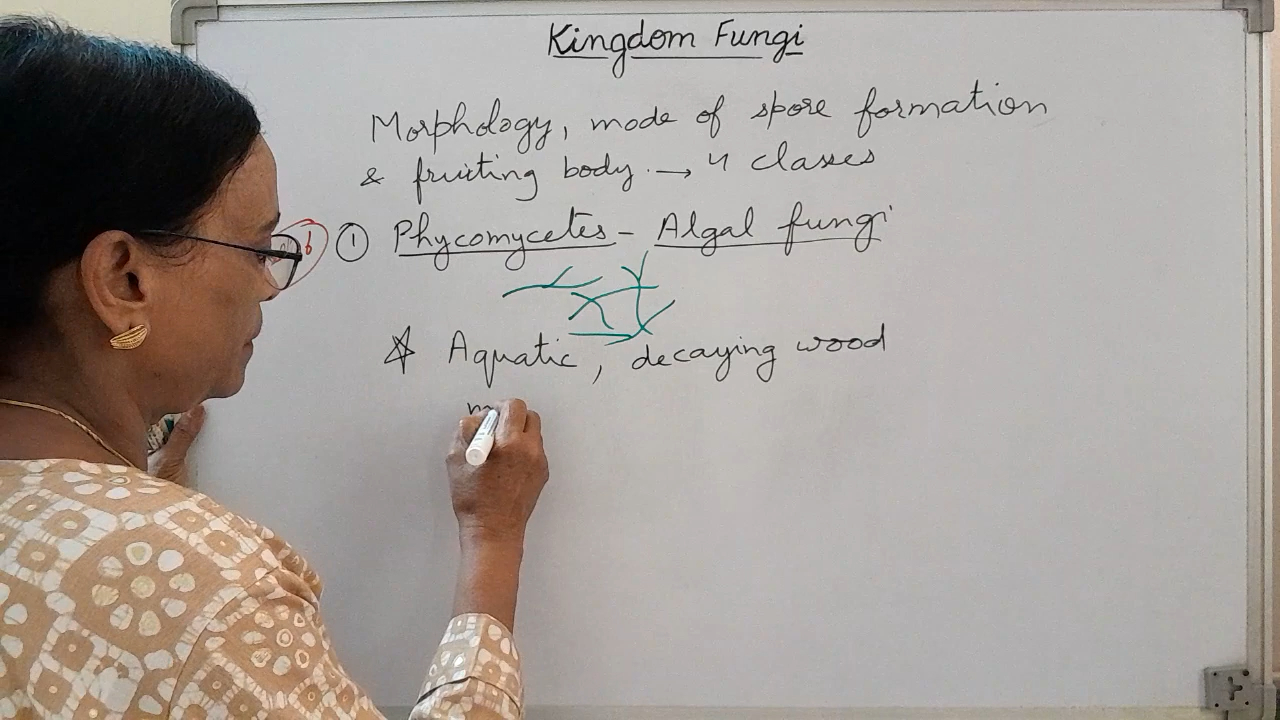 Kingdom Fungi
Morphology, mode of spore formation
& fruiting body. → 4 classes
① Phycomycetes - Algal fungi
☆ Aquatic, decaying wood